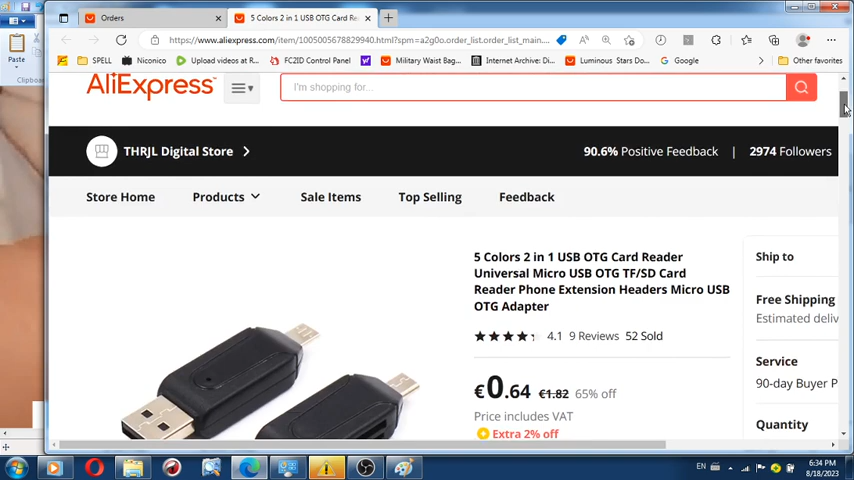 Orders
5 Colors 2 in 1 USB OTG Card Re
https://www.aliexpress.com/item/1005005678829940.html?spm=a2g0o.order_list.order_list_main....
SPELL
Niconico
Upload videos at R...
FC2ID Control Panel
Military Waist Bag...
Internet Archive: Di...
Luminous Stars Do...
Google
Other favorites
Paste
Clipboard
AliExpress
I'm shopping for...
THRJL Digital Store
90.6% Positive Feedback | 2974 Followers
Store Home
Products
Sale Items
Top Selling
Feedback
5 Colors 2 in 1 USB OTG Card Reader
Universal Micro USB OTG TF/SD Card
Reader Phone Extension Headers Micro USB
OTG Adapter
4.1 9 Reviews 52 Sold
€0.64 €1.82 65% off
Price includes VAT
Extra 2% off
Ship to
Free Shipping
Estimated deliv
Service
90-day Buyer P
Quantity
EN
6:34 PM
8/18/2023